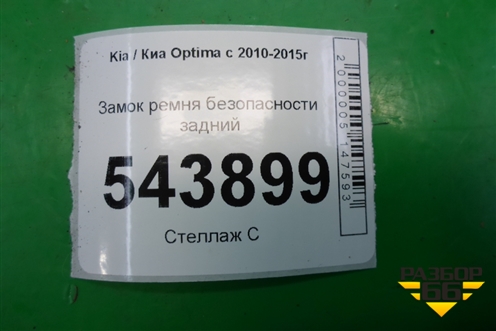 Kia / Киа Optima с 2010-2015г
Замок ремня безопасности
задний
543899
Стеллаж С
2000005147593
РАЗБОР
66